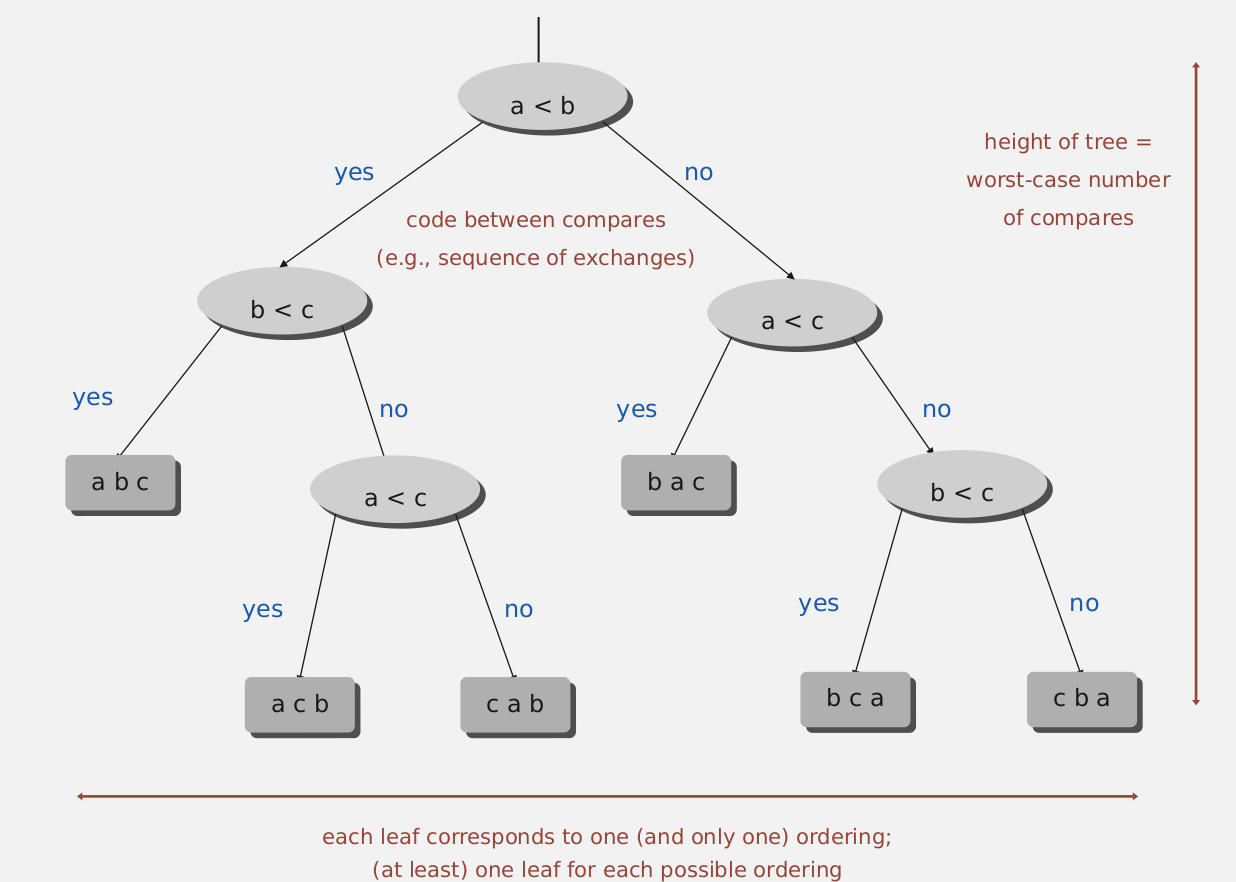 a < b
height of tree =
worst-case number
of compares
yes
no
code between compares
(e.g., sequence of exchanges)
b < c
a < c
yes
no
yes
no
a b c
a < c
b a c
b < c
yes
no
yes
no
a c b
c a b
b c a
c b a
each leaf corresponds to one (and only one) ordering;
(at least) one leaf for each possible ordering